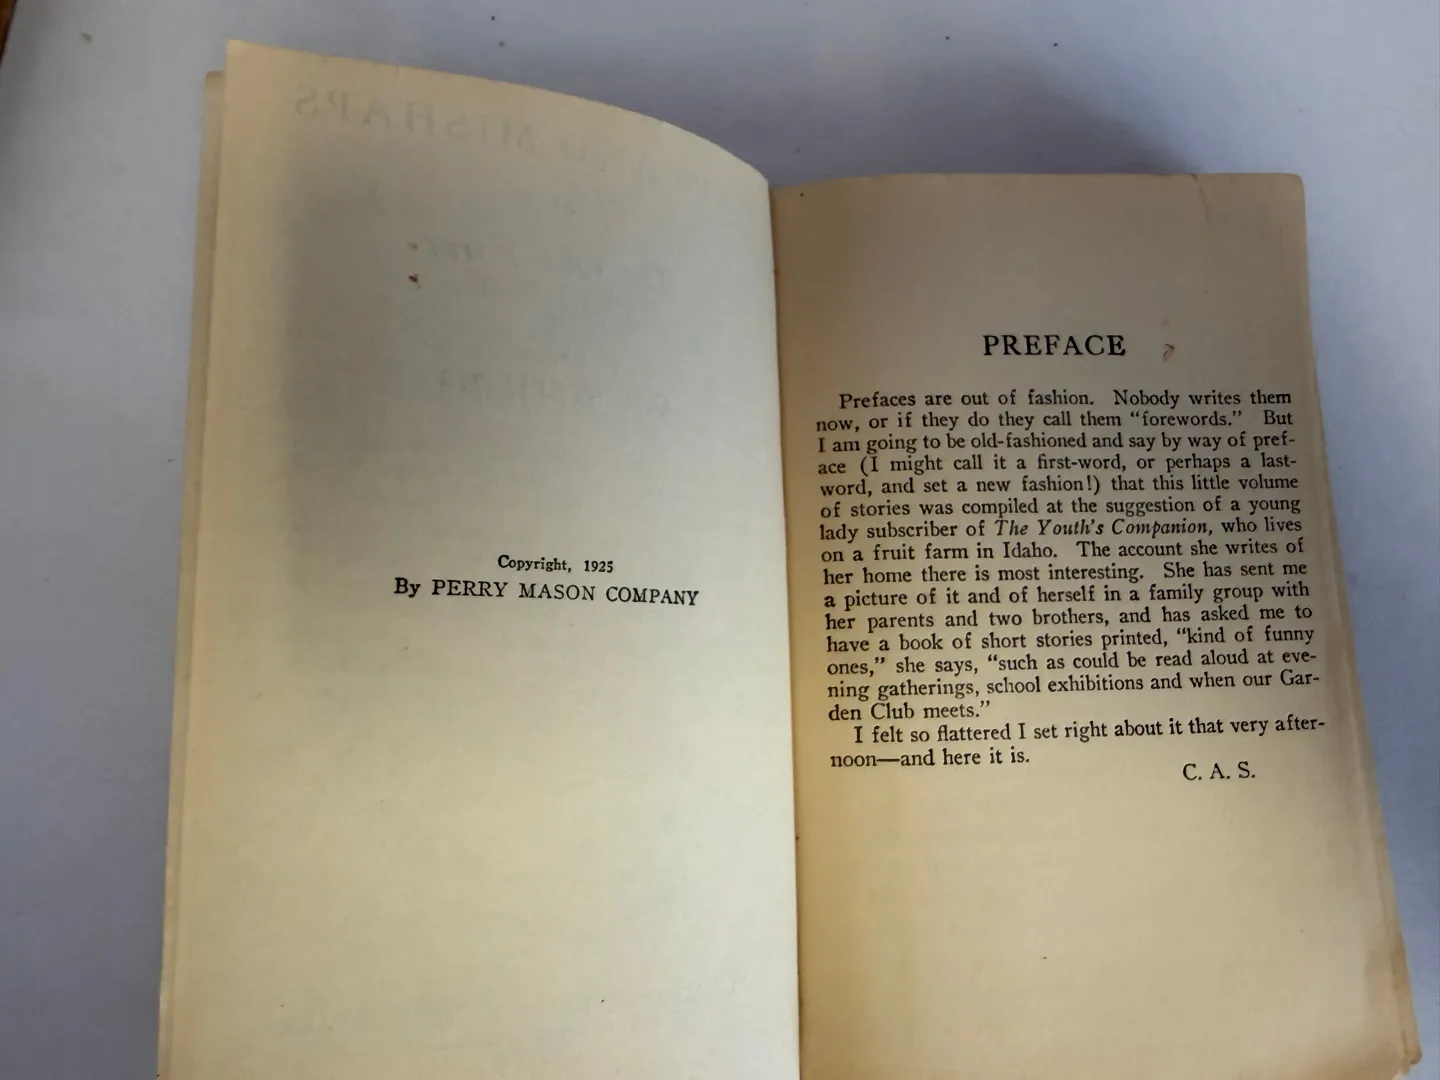 Copyright, 1925
By PERRY MASON COMPANY
PREFACE
Prefaces are out of fashion. Nobody writes them
now, or if they do they call them “forewords.” But
I am going to be old-fashioned and say by way of pref-
ace (I might call it a first-word, or perhaps a last-
word, and set a new fashion!) that this little volume
of stories was compiled at the suggestion of a young
lady subscriber of The Youth’s Companion, who lives
on a fruit farm in Idaho. The account she writes of
her home there is most interesting. She has sent me
a picture of it and of herself in a family group with
her parents and two brothers, and has asked me to
have a book of short stories printed, “kind of funny
ones,” she says, “such as could be read aloud at eve-
ning gatherings, school exhibitions and when our Gar-
den Club meets.”
I felt so flattered I set right about it that very after-
noon—and here it is.
C. A. S.